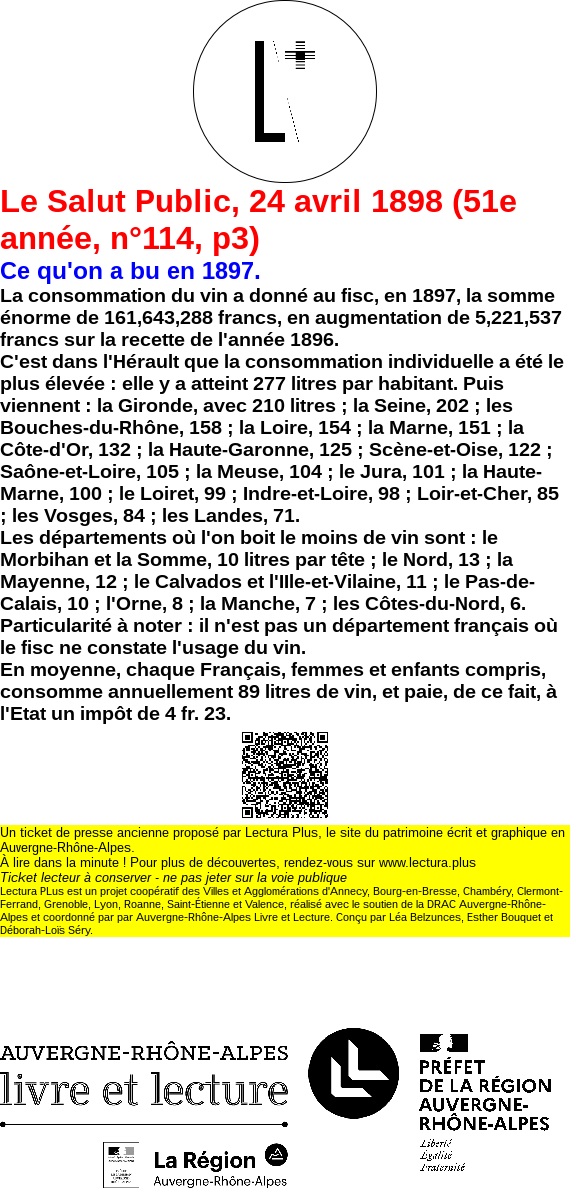 L+
Le Salut Public, 24 avril 1898 (51e
année, n°114, p3)
Ce qu'on a bu en 1897.
La consommation du vin a donné au fisc, en 1897, la somme
énorme de 161,643,288 francs, en augmentation de 5,221,537
francs sur la recette de l'année 1896.
C'est dans l'Hérault que la consommation individuelle a été le
plus élevée : elle y a atteint 277 litres par habitant. Puis
viennent : la Gironde, avec 210 litres ; la Seine, 202 ; les
Bouches-du-Rhône, 158 ; la Loire, 154 ; la Marne, 151 ; la
Côte-d'Or, 132 ; la Haute-Garonne, 125 ; Scène-et-Oise, 122 ;
Saône-et-Loire, 105 ; la Meuse, 104 ; le Jura, 101 ; la Haute-
Marne, 100 ; le Loiret, 99 ; Indre-et-Loire, 98 ; Loir-et-Cher, 85
; les Vosges, 84 ; les Landes, 71.
Les départements où l'on boit le moins de vin sont : le
Morbihan et la Somme, 10 litres par tête ; le Nord, 13 ; la
Mayenne, 12 ; le Calvados et l'IIle-et-Vilaine, 11 ; le Pas-de-
Calais, 10 ; l'Orne, 8 ; la Manche, 7 ; les Côtes-du-Nord, 6.
Particularité à noter : il n'est pas un département français où
le fisc ne constate l'usage du vin.
En moyenne, chaque Français, femmes et enfants compris,
consomme annuellement 89 litres de vin, et paie, de ce fait, à
l'Etat un impôt de 4 fr. 23.
Un ticket de presse ancienne proposé par Lectura Plus, le site du patrimoine écrit et graphique en
Auvergne-Rhône-Alpes.
À lire dans la minute ! Pour plus de découvertes, rendez-vous sur www.lectura.plus
Ticket lecteur à conserver - ne pas jeter sur la voie publique
Lectura PLus est un projet coopératif des Villes et Agglomérations d'Annecy, Bourg-en-Bresse, Chambéry, Clermont-
Ferrand, Grenoble, Lyon, Roanne, Saint-Étienne et Valence, réalisé avec le soutien de la DRAC Auvergne-Rhône-
Alpes et coordonné par par Auvergne-Rhône-Alpes Livre et Lecture. Conçu par Léa Belzunces, Esther Bouquet et
Déborah-Loïs Séry.
AUVERGNE-RHÔNE-ALPES
livre et lecture
PRÉFET
DE LA RÉGION
AUVERGNE-
RHÔNE-ALPES
Liberté
Égalité
Fraternité
La Région
Auvergne-Rhône-Alpes